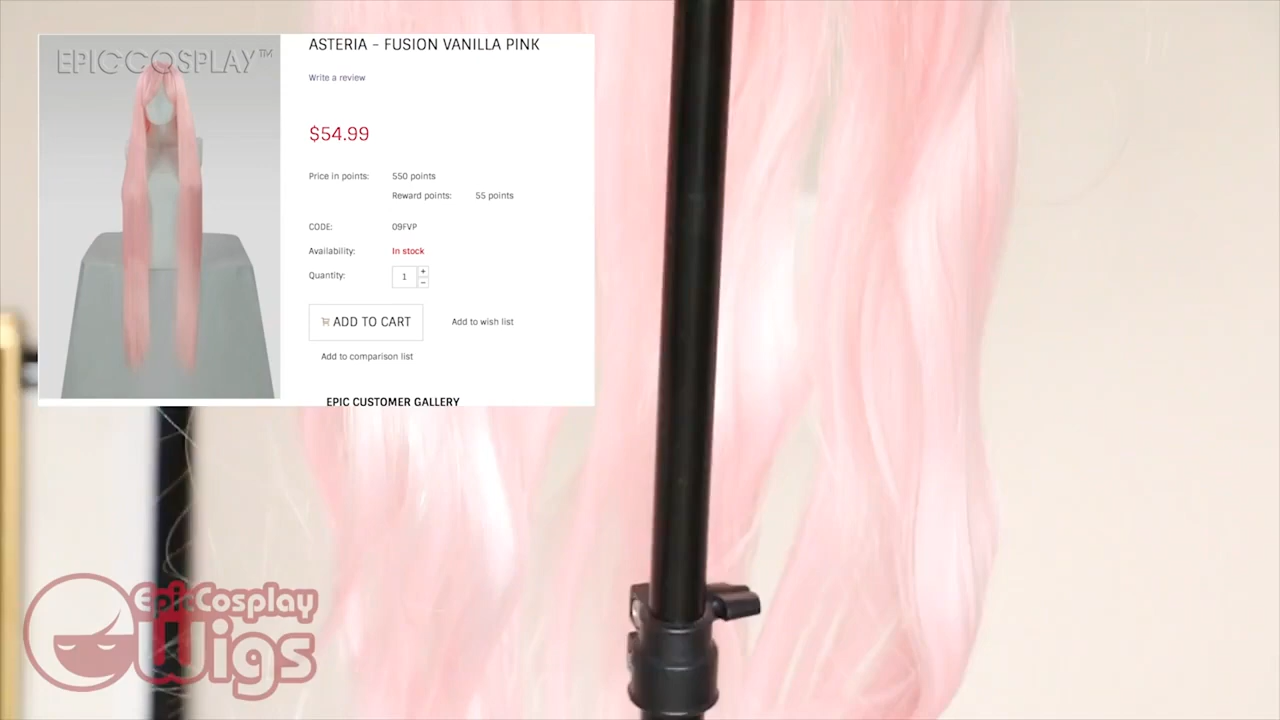 EPICCOSPLAY™
ASTERIA - FUSION VANILLA PINK
Write a review
$54.99
Price in points: 550 points
Reward points: 55 points
CODE: 09FVP
Availability: In stock
Quantity: 1 + -
ADD TO CART
Add to wish list
Add to comparison list
EPIC CUSTOMER GALLERY
EpicCosplay
Wigs